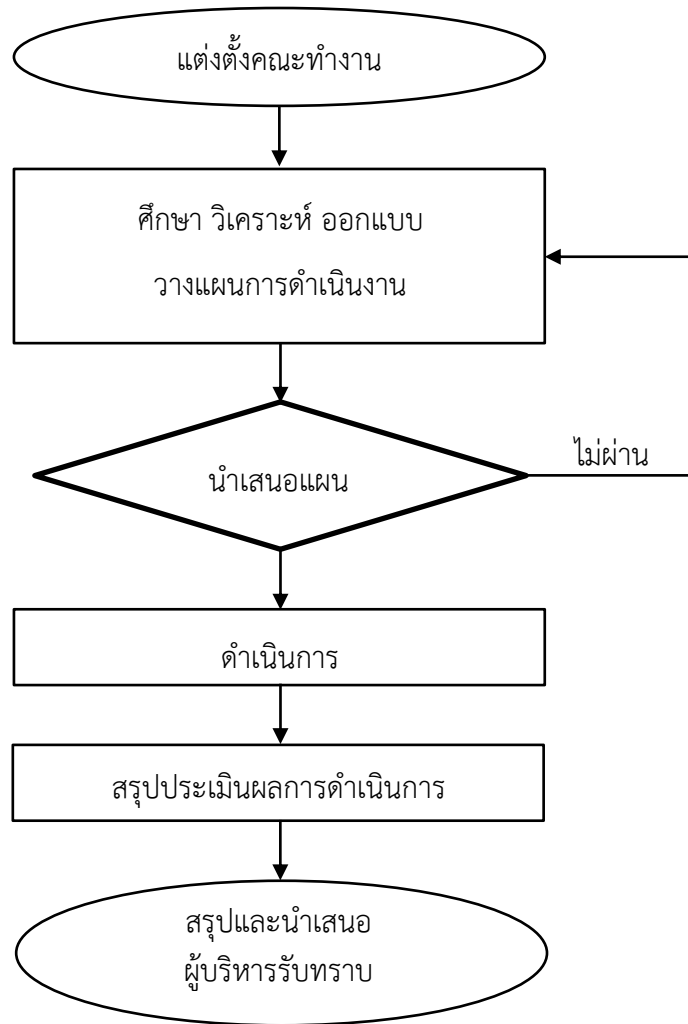 แต่งตั้งคณะทำงาน
ศึกษา วิเคราะห์ ออกแบบ
วางแผนการดำเนินงาน
นำเสนอแผน
ไม่ผ่าน
ดำเนินการ
สรุปประเมินผลการดำเนินการ
สรุปและนำเสนอ
ผู้บริหารรับทราบ